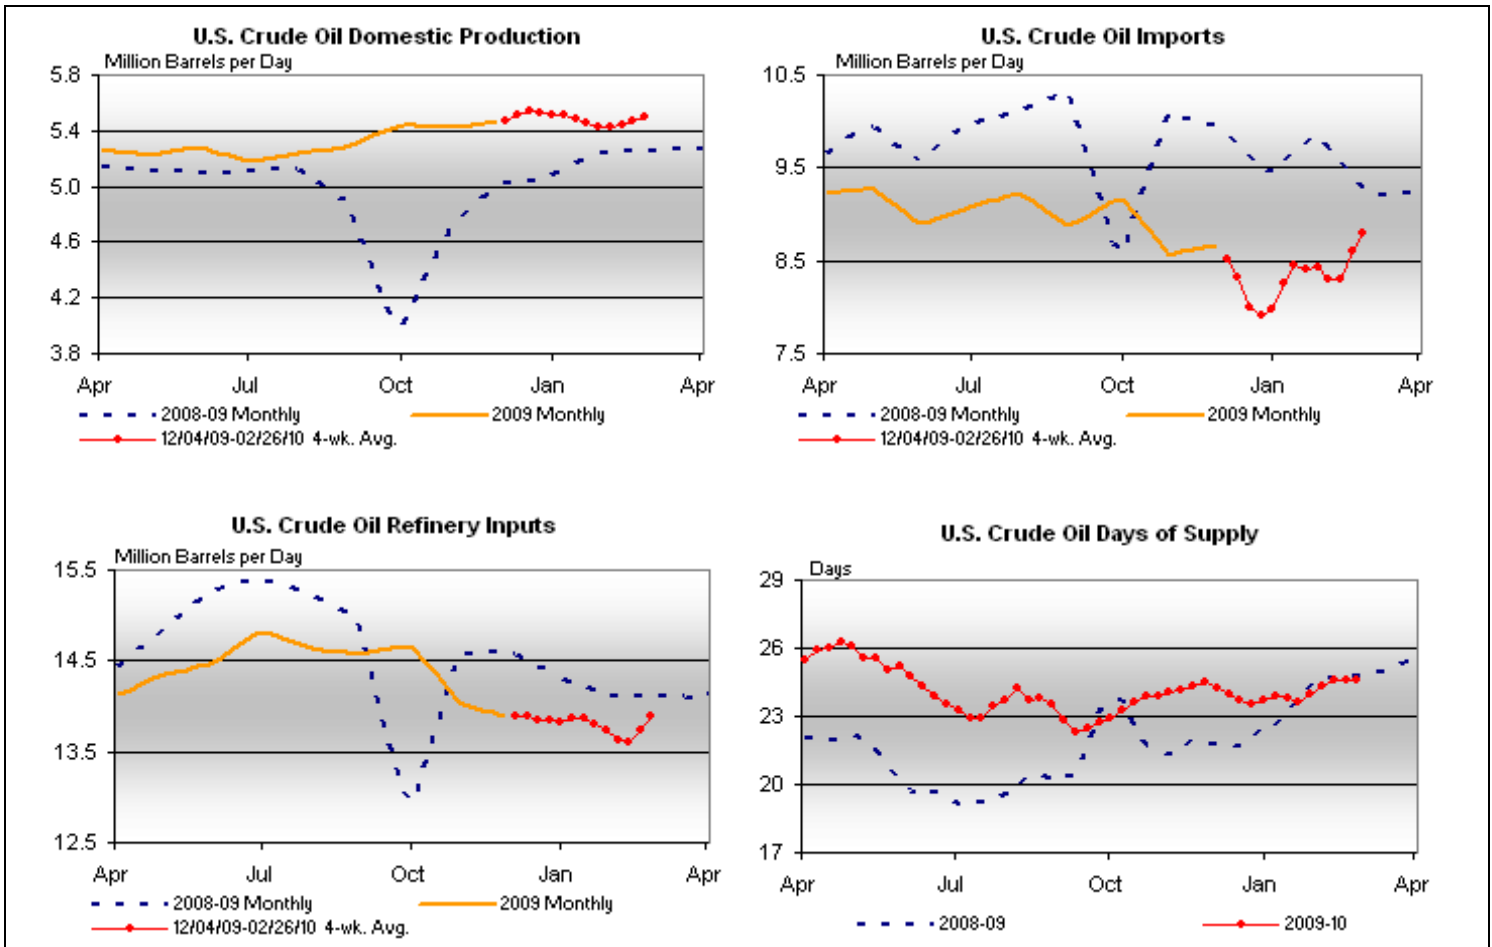 U.S. Crude Oil Domestic Production
Million Barrels per Day
5.8
5.4
5.0
4.6
4.2
3.8
Apr Jul Oct Jan Apr
2008-09 Monthly 2009 Monthly
12/04/09-02/26/10 4-wk. Avg.
U.S. Crude Oil Imports
Million Barrels per Day
10.5
9.5
8.5
7.5
Apr Jul Oct Jan Apr
2008-09 Monthly 2009 Monthly
12/04/09-02/26/10 4-wk. Avg.
U.S. Crude Oil Refinery Inputs
Million Barrels per Day
15.5
14.5
13.5
12.5
Apr Jul Oct Jan Apr
2008-09 Monthly 2009 Monthly
12/04/09-02/26/10 4-wk. Avg.
U.S. Crude Oil Days of Supply
Days
29
26
23
20
17
Apr Jul Oct Jan Apr
2008-09 2009-10